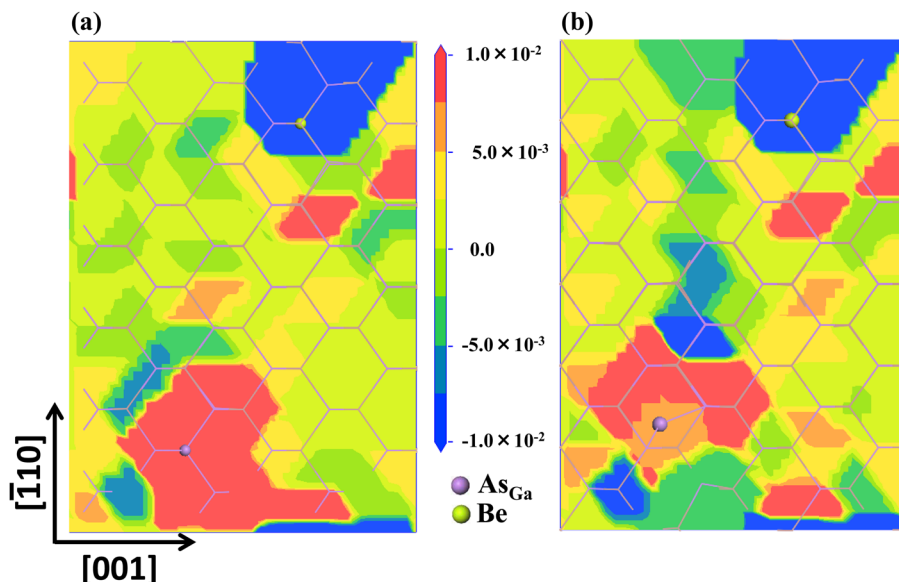 (a)
(b)
1.0 × 10⁻²
5.0 × 10⁻³
0.0
-5.0 × 10⁻³
-1.0 × 10⁻²
As_Ga
Be
[1̄10]
[001]